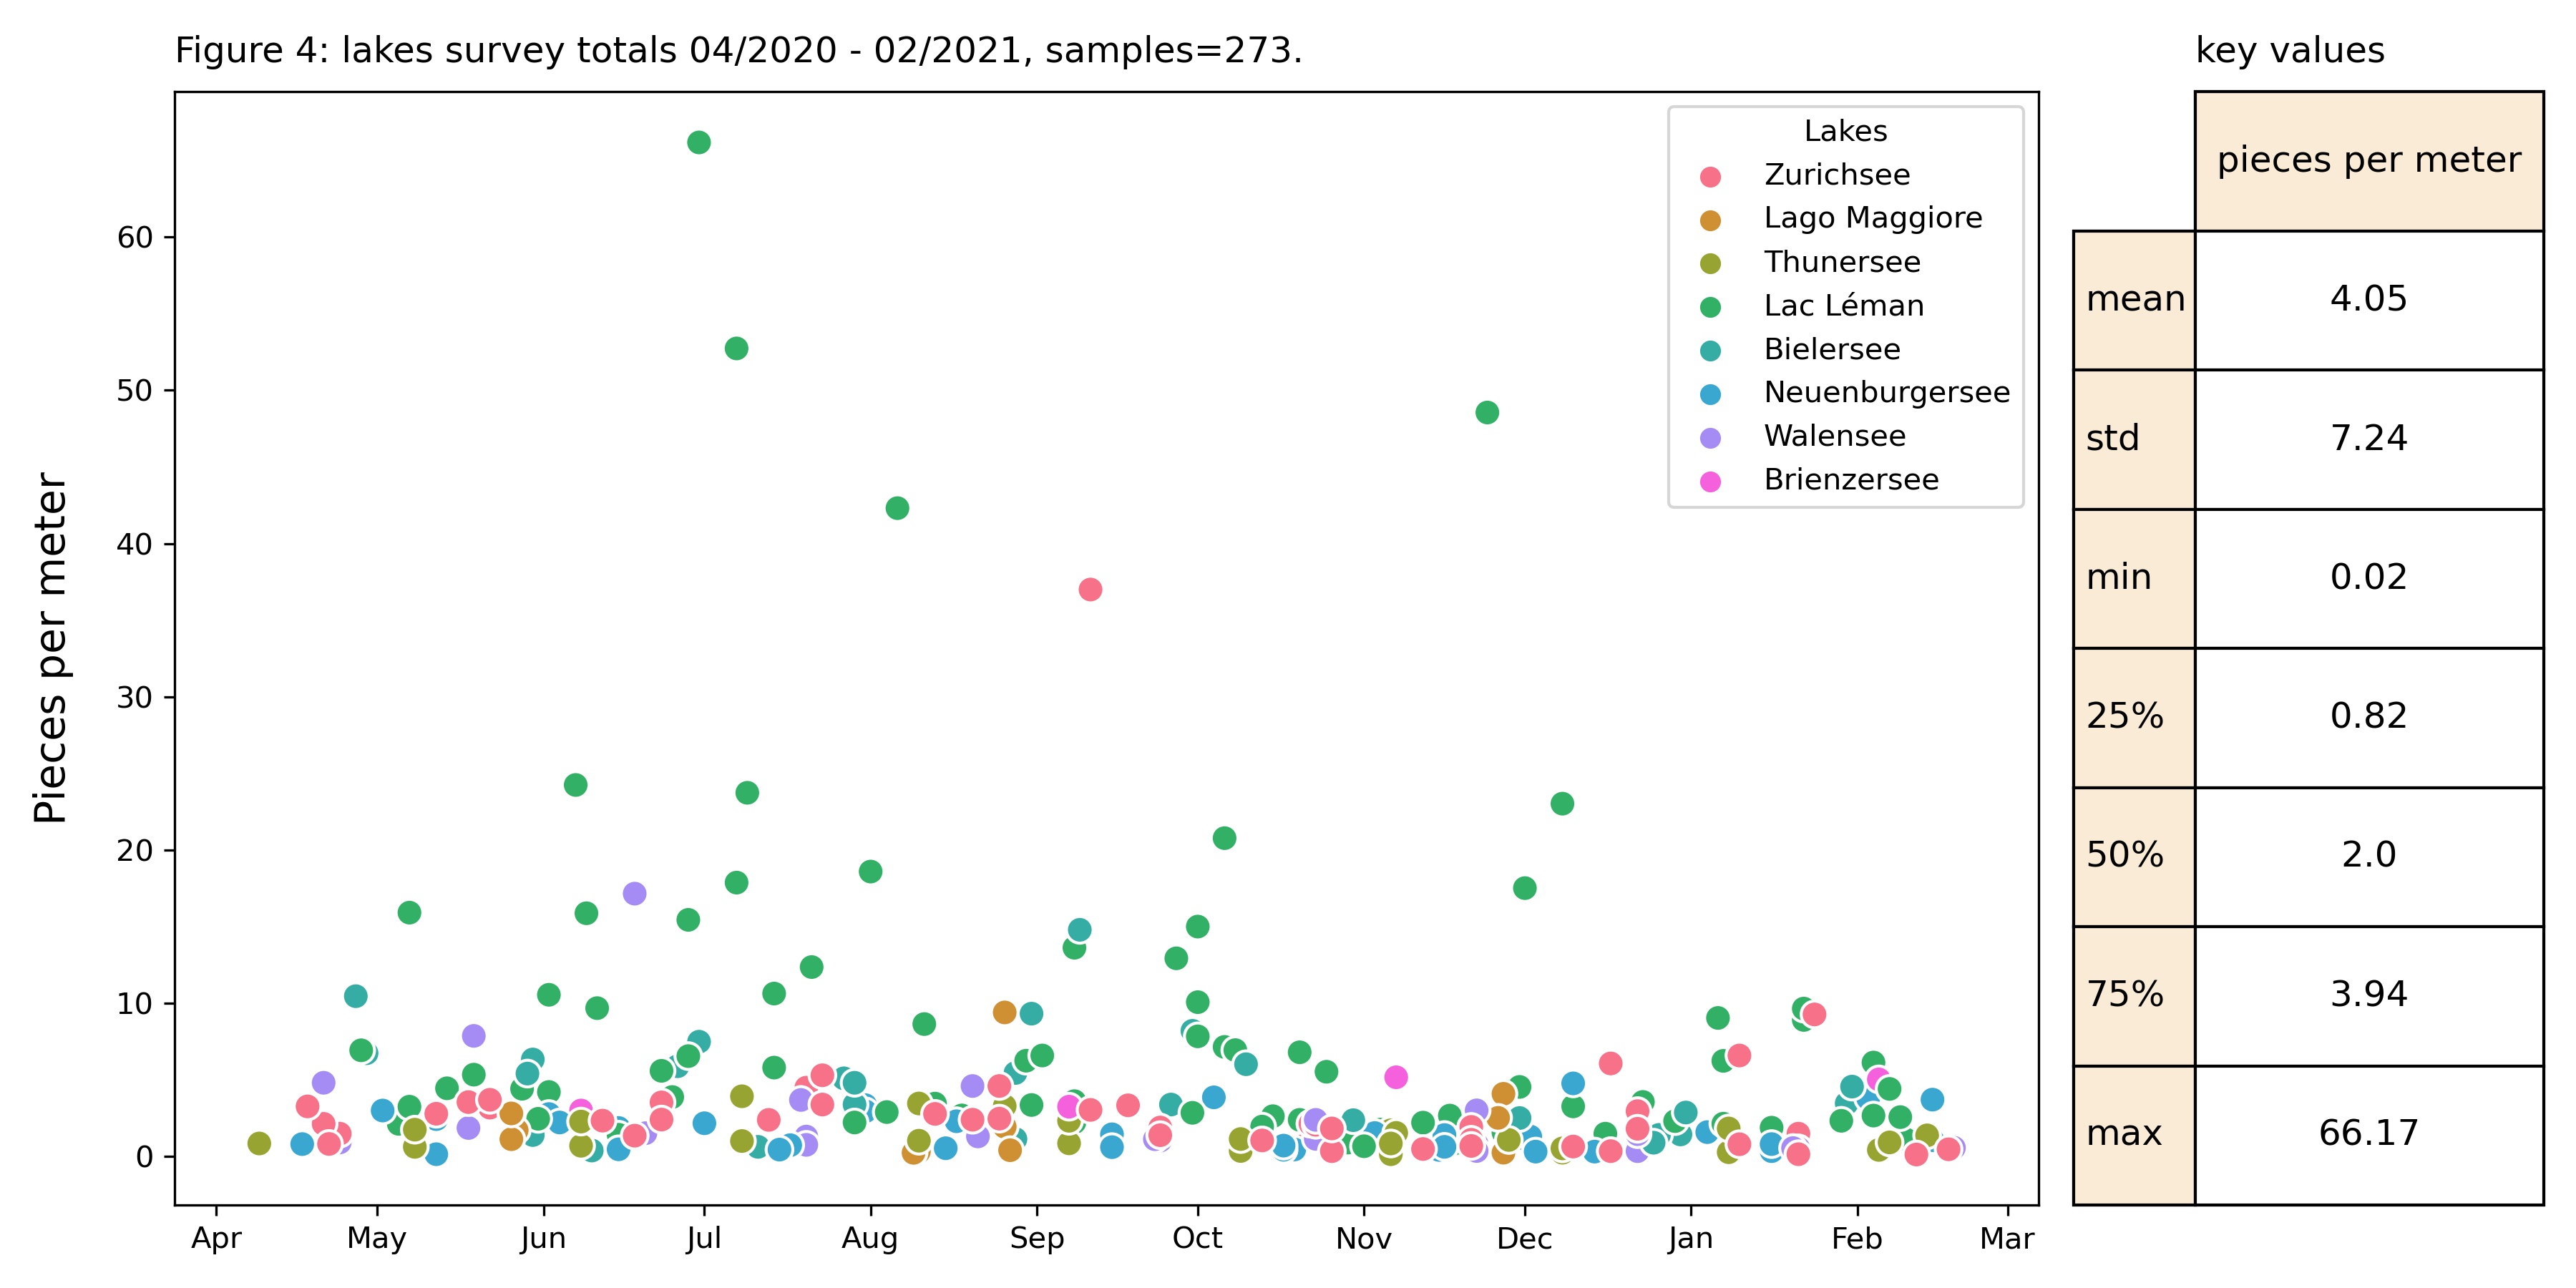 Figure 4: lakes survey totals 04/2020 - 02/2021, samples=273.
Pieces per meter
60
50
40
30
20
10
0
Apr May Jun Jul Aug Sep Oct Nov Dec Jan Feb Mar
Lakes
Zurichsee
Lago Maggiore
Thunersee
Lac Léman
Bielersee
Neuenburgersee
Walensee
Brienzersee
key values
pieces per meter
mean 4.05
std 7.24
min 0.02
25% 0.82
50% 2.0
75% 3.94
max 66.17